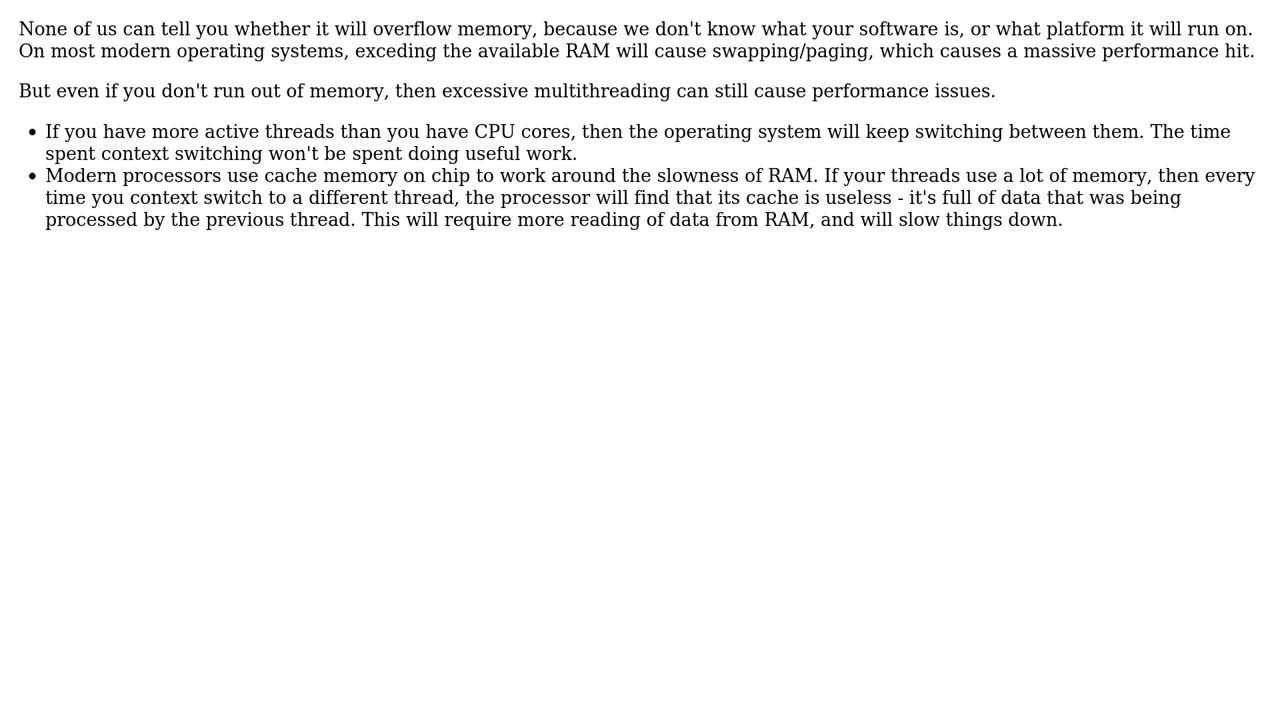 None of us can tell you whether it will overflow memory, because we don't know what your software is, or what platform it will run on.
On most modern operating systems, exceding the available RAM will cause swapping/paging, which causes a massive performance hit.
But even if you don't run out of memory, then excessive multithreading can still cause performance issues.
• If you have more active threads than you have CPU cores, then the operating system will keep switching between them. The time
spent context switching won't be spent doing useful work.
• Modern processors use cache memory on chip to work around the slowness of RAM. If your threads use a lot of memory, then every
time you context switch to a different thread, the processor will find that its cache is useless - it's full of data that was being
processed by the previous thread. This will require more reading of data from RAM, and will slow things down.